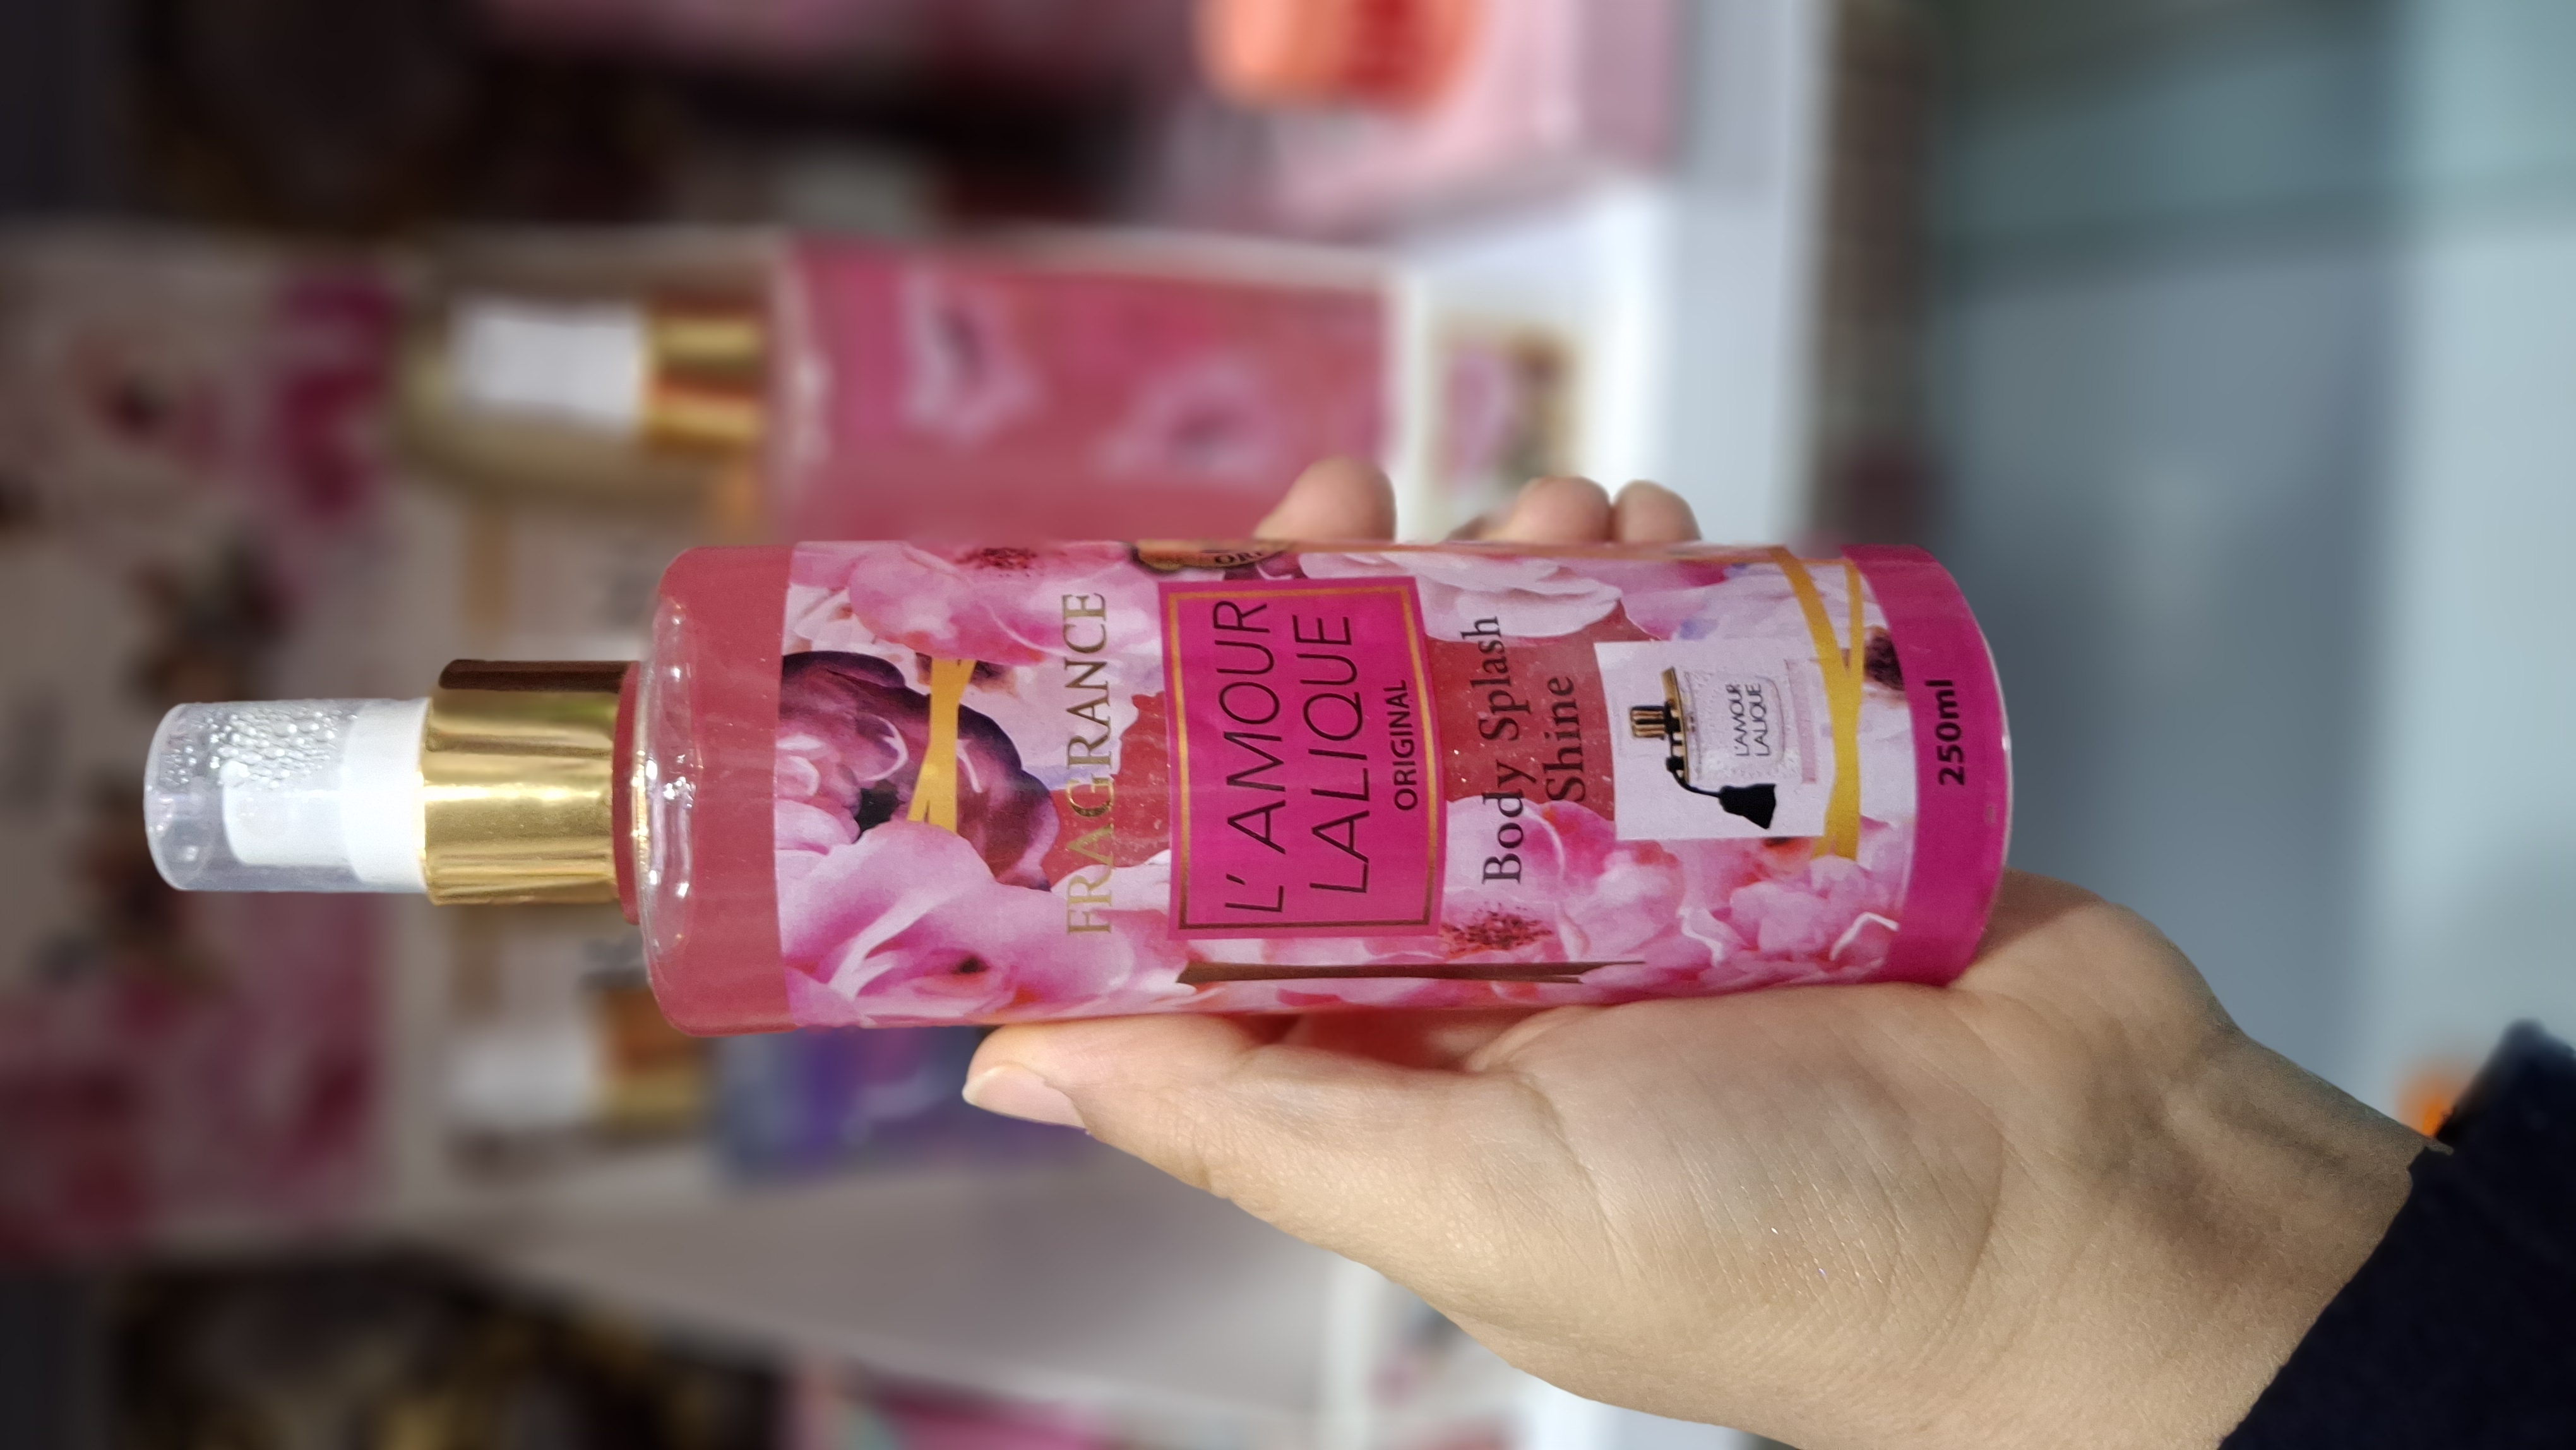 FRAGRANCE
L' AMOUR
LALIQUE
ORIGINAL
Body Splash
Shine
L'AMOUR
LALIQUE
250ml